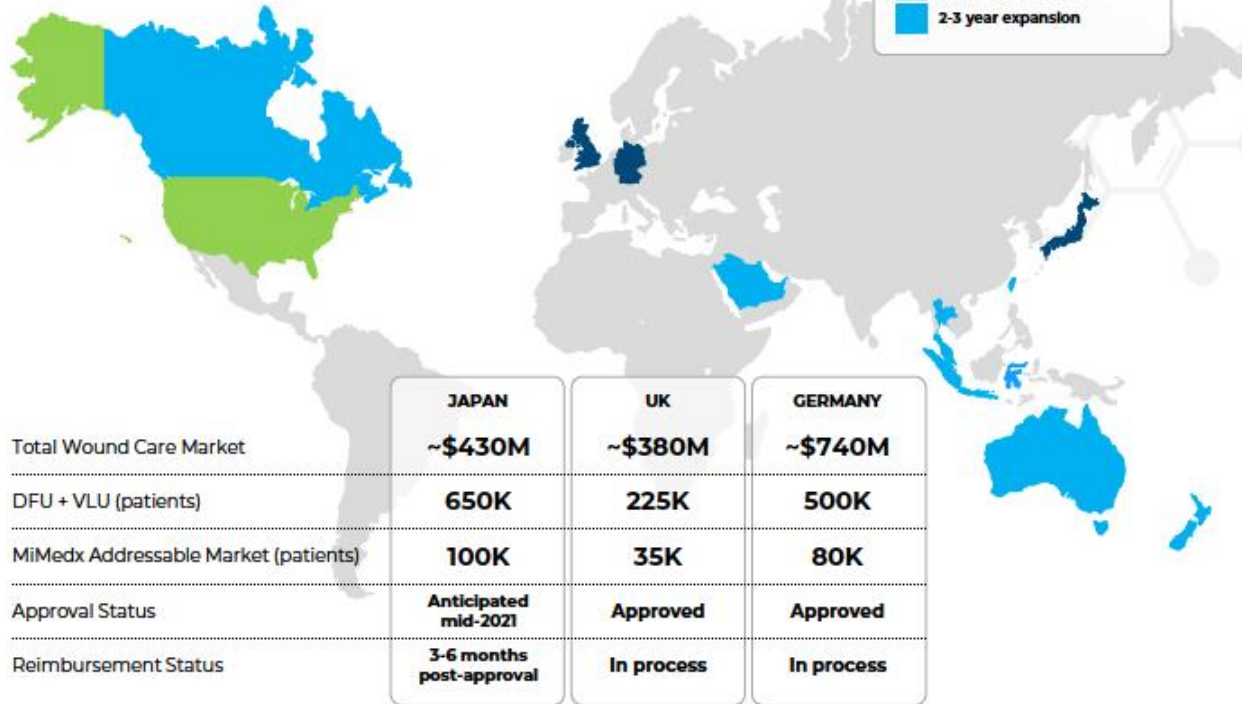 2-3 year expansion
JAPAN UK GERMANY
Total Wound Care Market ~$430M ~$380M ~$740M
DFU + VLU (patients) 650K 225K 500K
MiMedx Addressable Market (patients) 100K 35K 80K
Approval Status Anticipated mid-2021 Approved Approved
Reimbursement Status 3-6 months post-approval In process In process